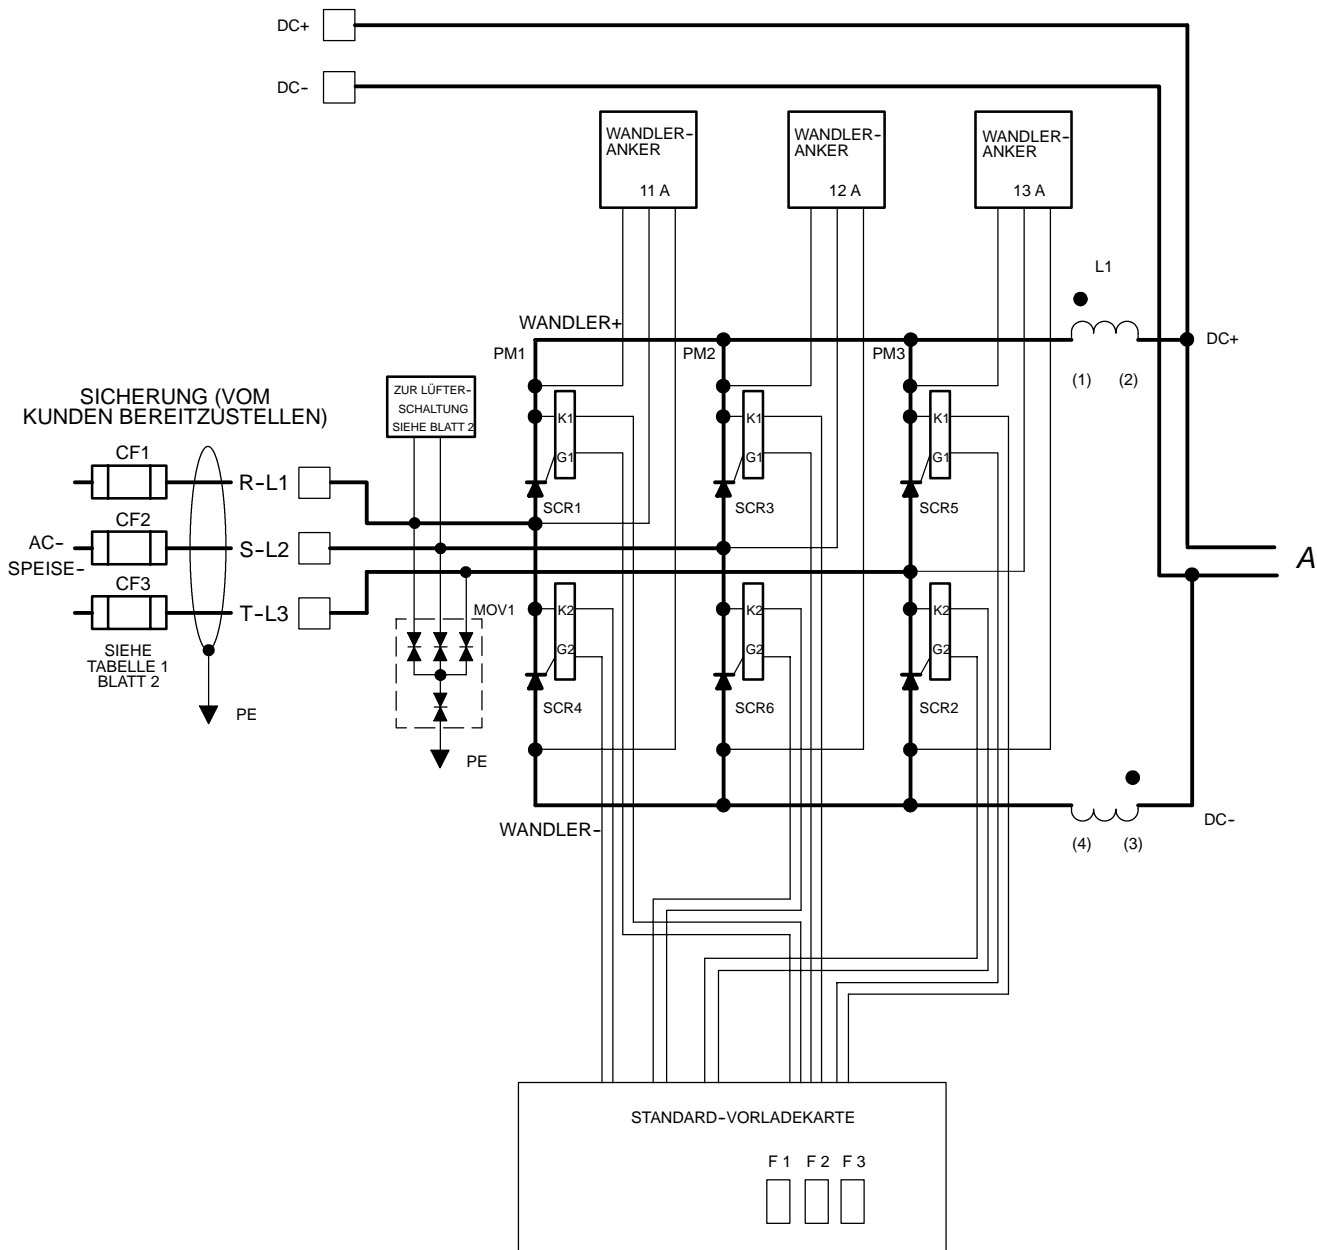 DC+
DC-
WANDLER-
ANKER
11 A
WANDLER-
ANKER
12 A
WANDLER-
ANKER
13 A
L1
WANDLER+
PM1
PM2
PM3
DC+
(1)
(2)
ZUR LÜFTER-
SCHALTUNG
SIEHE BLATT 2
SICHERUNG (VOM
KUNDEN BEREITZUSTELLEN)
K1
K1
K1
CF1
G1
G1
G1
R-L1
SCR1
SCR3
SCR5
CF2
AC-
SPEISE-
S-L2
A
CF3
T-L3
MOV1
K2
K2
K2
SIEHE
TABELLE 1
BLATT 2
G2
G2
G2
SCR4
SCR6
SCR2
PE
PE
WANDLER-
DC-
(4)
(3)
STANDARD-VORLADEKARTE
F 1
F 2
F 3